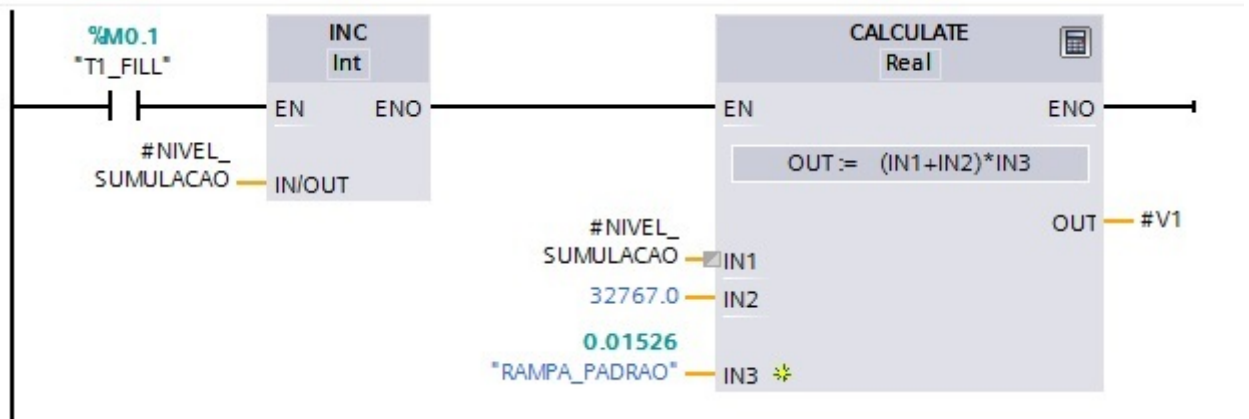 %M0.1
"T1_FILL"
INC
Int
EN
ENO
#NIVEL_
SUMULACAO
IN/OUT
CALCULATE
Real
EN
ENO
OUT := (IN1+IN2)*IN3
OUT
#V1
#NIVEL_
SUMULACAO
IN1
32767.0
IN2
0.01526
"RAMPA_PADRAO"
IN3